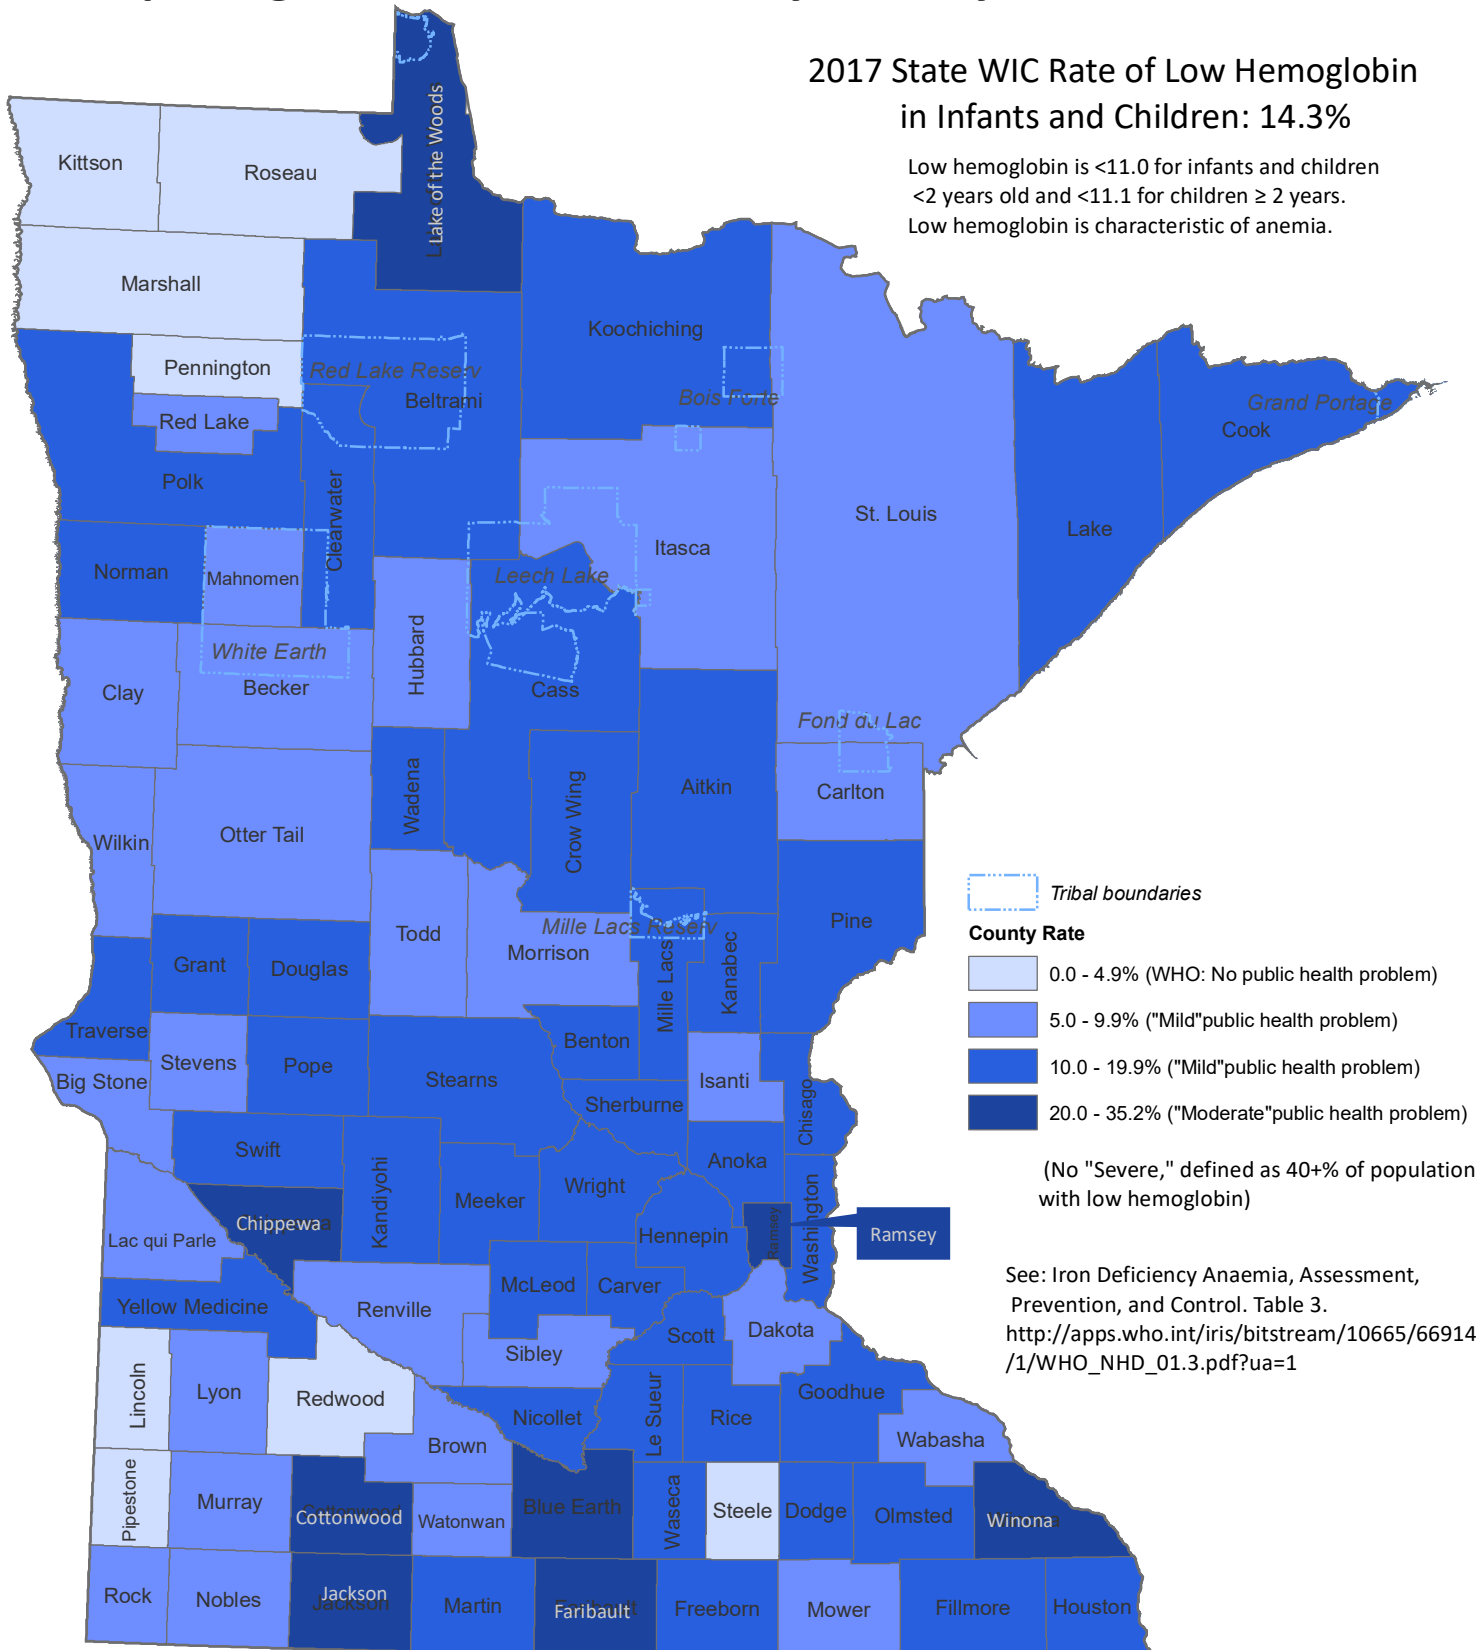 2017 State WIC Rate of Low Hemoglobin
in Infants and Children: 14.3%
Low hemoglobin is <11.0 for infants and children
<2 years old and <11.1 for children ≥ 2 years.
Low hemoglobin is characteristic of anemia.
Kittson
Roseau
Lake of the Woods
Marshall
Koochiching
Pennington
Red Lake Reserv
Beltrami
Bois Forte
Grand Portage
Cook
Red Lake
Polk
Clearwater
St. Louis
Lake
Itasca
Norman
Mahnomen
Leech Lake
White Earth
Hubbard
Becker
Clay
Cass
Fond du Lac
Wadena
Crow Wing
Aitkin
Carlton
Wilkin
Otter Tail
Pine
Todd
Mille Lacs Reserv
Morrison
Grant
Douglas
Mille Lacs
Kanabec
Traverse
Benton
Stevens
Pope
Stearns
Big Stone
Isanti
Sherburne
Chisago
Swift
Kandiyohi
Meeker
Wright
Anoka
Washington
Chippewa
Lac qui Parle
Hennepin
Ramsey
Ramsey
McLeod
Carver
Yellow Medicine
Renville
Scott
Dakota
Sibley
Lincoln
Lyon
Redwood
Nicollet
Le Sueur
Rice
Goodhue
Brown
Wabasha
Pipestone
Murray
Cottonwood
Watonwan
Blue Earth
Waseca
Steele
Dodge
Olmsted
Winona
Rock
Nobles
Jackson
Jackson
Martin
Faribault
Freeborn
Mower
Fillmore
Houston
Tribal boundaries
County Rate
0.0 - 4.9% (WHO: No public health problem)
5.0 - 9.9% ("Mild"public health problem)
10.0 - 19.9% ("Mild"public health problem)
20.0 - 35.2% ("Moderate"public health problem)
(No "Severe," defined as 40+% of population
with low hemoglobin)
See: Iron Deficiency Anaemia, Assessment,
Prevention, and Control. Table 3.
http://apps.who.int/iris/bitstream/10665/66914
/1/WHO_NHD_01.3.pdf?ua=1